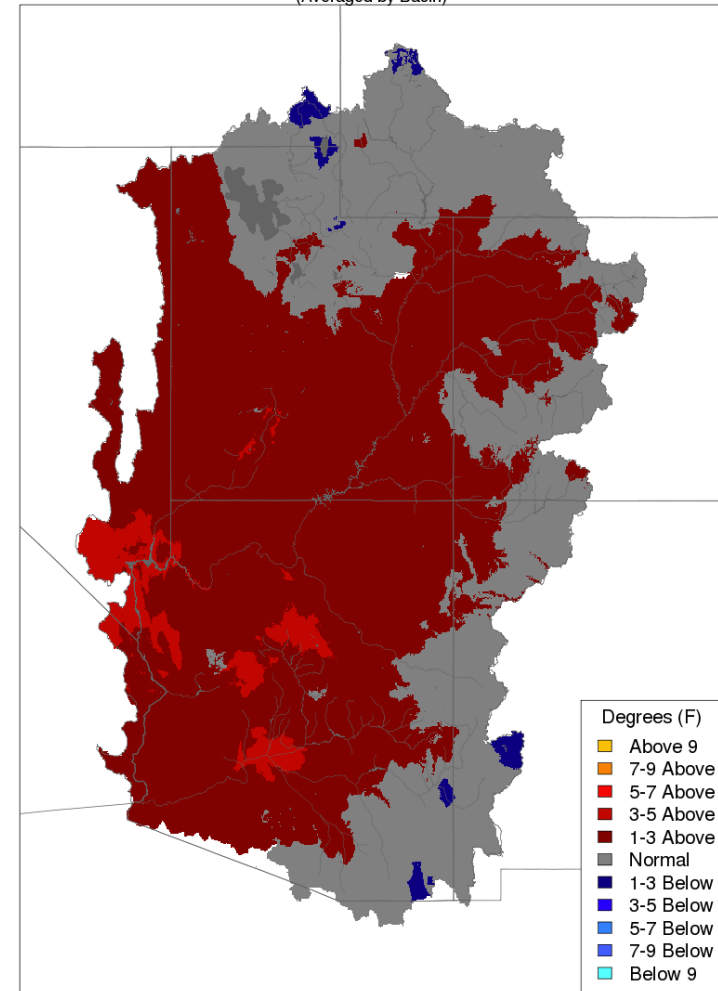 (Averaged by Basin)
Degrees (F)
Above 9
7-9 Above
5-7 Above
3-5 Above
1-3 Above
Normal
1-3 Below
3-5 Below
5-7 Below
7-9 Below
Below 9